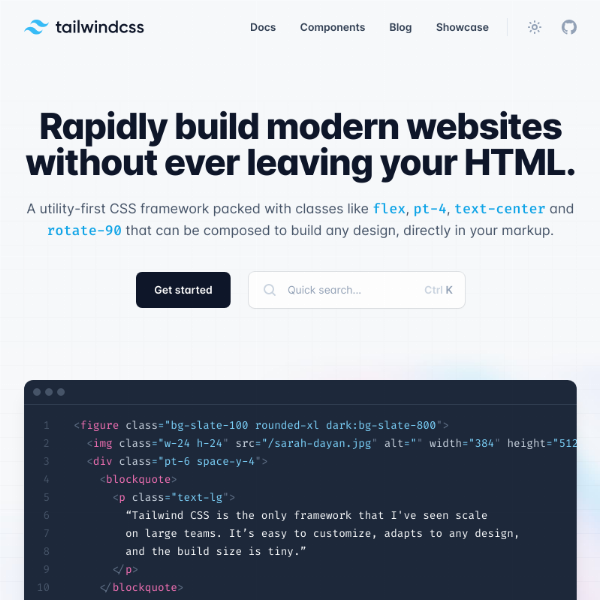 tailwindcss
Docs Components Blog Showcase
Rapidly build modern websites
without ever leaving your HTML.
A utility-first CSS framework packed with classes like flex, pt-4, text-center and
rotate-90 that can be composed to build any design, directly in your markup.
Get started
Quick search... Ctrl K
1 <figure class="bg-slate-100 rounded-xl dark:bg-slate-800">
2 <img class="w-24 h-24" src="/sarah-dayan.jpg" alt="" width="384" height="512
3 <div class="pt-6 space-y-4">
4 <blockquote>
5 <p class="text-lg">
6 “Tailwind CSS is the only framework that I've seen scale
7 on large teams. It’s easy to customize, adapts to any design,
8 and the build size is tiny.”
9 </p>
10 </blockquote>